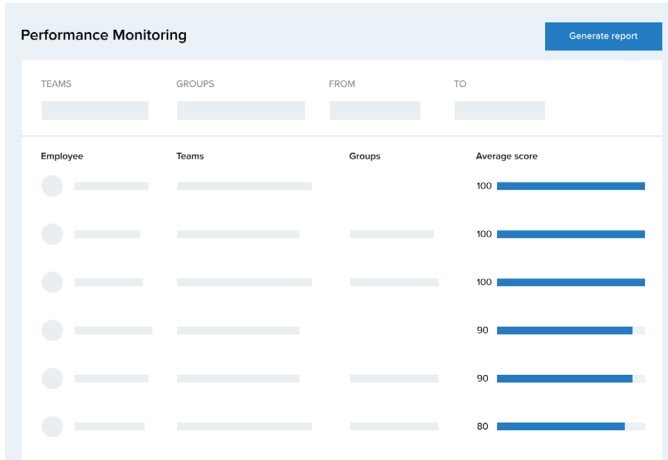 Performance Monitoring
Generate report
TEAMS GROUPS FROM TO
Employee Teams Groups Average score
100
100
100
90
90
80